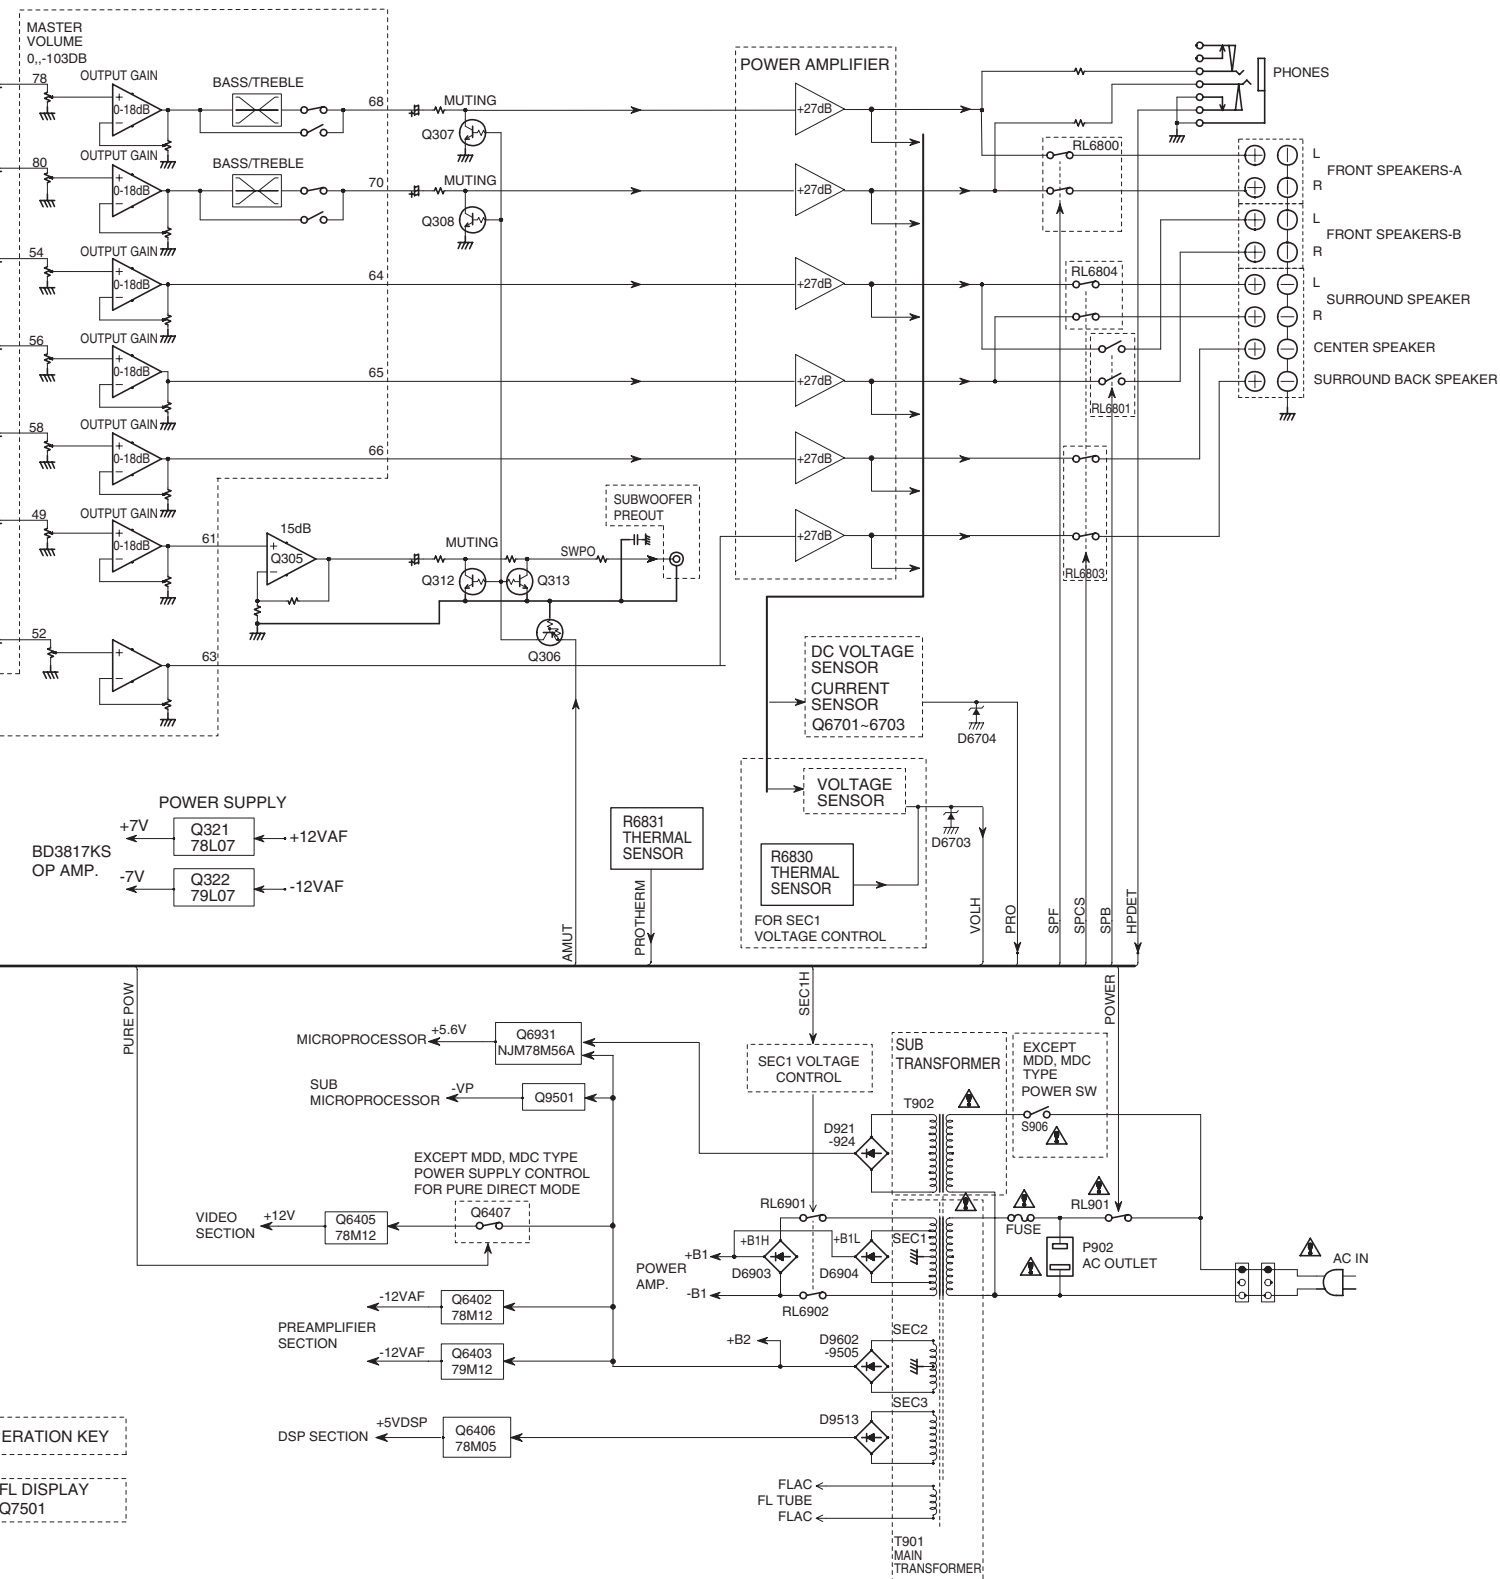 MASTER
VOLUME
0,,-103DB
78
OUTPUT GAIN
+
0-18dB
−
BASS/TREBLE
68
MUTING
Q307
POWER AMPLIFIER
+27dB
PHONES
80
OUTPUT GAIN
+
0-18dB
−
BASS/TREBLE
70
MUTING
Q308
+27dB
RL6800
L
FRONT SPEAKERS-A
R
L
FRONT SPEAKERS-B
R
54
OUTPUT GAIN
+
0-18dB
−
64
+27dB
RL6804
L
SURROUND SPEAKER
R
56
OUTPUT GAIN
+
0-18dB
−
65
+27dB
RL6801
CENTER SPEAKER
SURROUND BACK SPEAKER
58
OUTPUT GAIN
+
0-18dB
−
66
+27dB
SUBWOOFER
PREOUT
49
OUTPUT GAIN
+
0-18dB
−
61
15dB
+
Q305
−
MUTING
Q312
Q313
SWPO
+27dB
RL6803
52
+
−
63
Q306
DC VOLTAGE
SENSOR
CURRENT
SENSOR
Q6701~6703
D6704
VOLTAGE
SENSOR
D6703
R6830
THERMAL
SENSOR
FOR SEC1
VOLTAGE CONTROL
R6831
THERMAL
SENSOR
POWER SUPPLY
+7V
Q321
78L07
+12VAF
BD3817KS
OP AMP.
-7V
Q322
79L07
-12VAF
AMUT
PROTHERM
VOLH
PRO
SPF
SPCS
SPB
HPDET
PURE POW
SEC1H
POWER
MICROPROCESSOR
+5.6V
Q6931
NJM78M56A
SUB
MICROPROCESSOR
-VP
Q9501
SEC1 VOLTAGE
CONTROL
SUB
TRANSFORMER
T902
EXCEPT
MDD, MDC
TYPE
POWER SW
S906
D921
-924
EXCEPT MDD, MDC TYPE
POWER SUPPLY CONTROL
FOR PURE DIRECT MODE
Q6407
VIDEO
SECTION
+12V
Q6405
78M12
RL6901
+B1H
+B1L
SEC1
+B1
POWER
AMP.
-B1
D6903
D6904
RL6902
FUSE
RL901
P902
AC OUTLET
AC IN
PREAMPLIFIER
SECTION
-12VAF
Q6402
78M12
-12VAF
Q6403
79M12
+B2
D9602
-9505
SEC2
SEC3
DSP SECTION
+5VDSP
Q6406
78M05
D9513
ERATION KEY
FL DISPLAY
Q7501
FLAC
FL TUBE
FLAC
T901
MAIN
TRANSFORMER